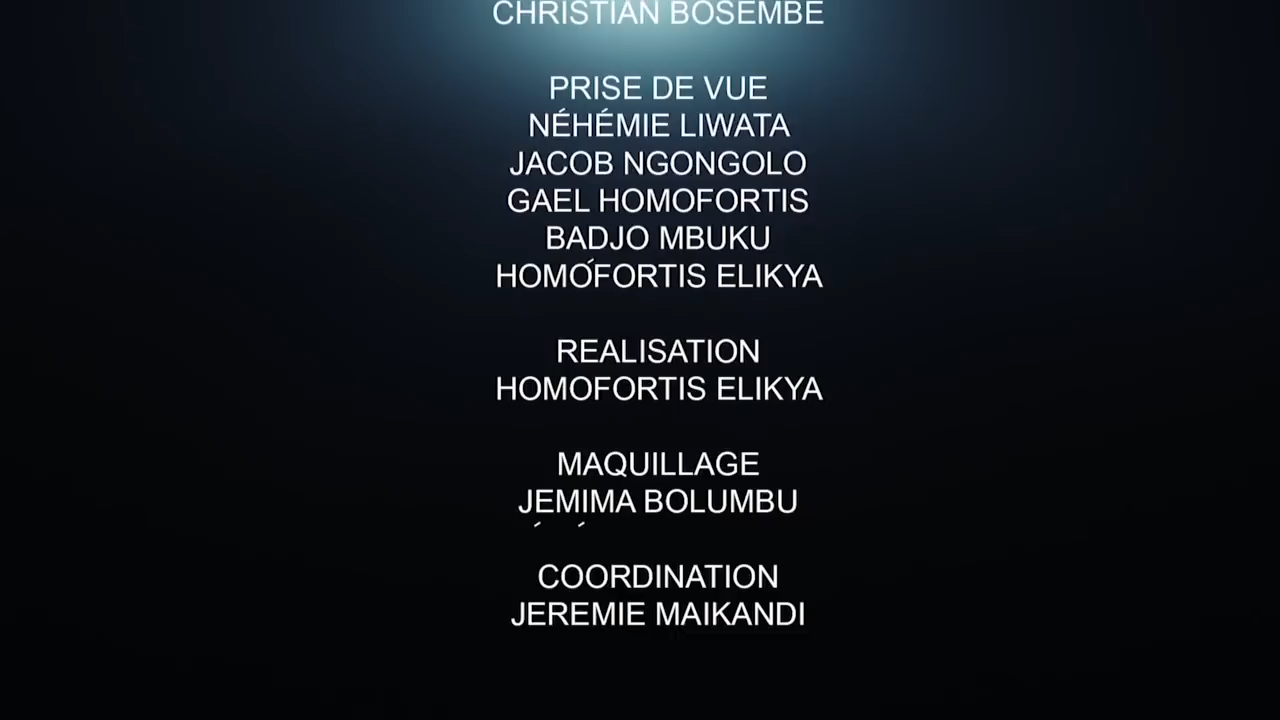 CHRISTIAN BOSEMBE
PRISE DE VUE
NÉHÉMIE LIWATA
JACOB NGONGOLO
GAEL HOMOFORTIS
BADJO MBUKU
HOMOFORTIS ELIKYA
REALISATION
HOMOFORTIS ELIKYA
MAQUILLAGE
JEMIMA BOLUMBU
COORDINATION
JEREMIE MAIKANDI